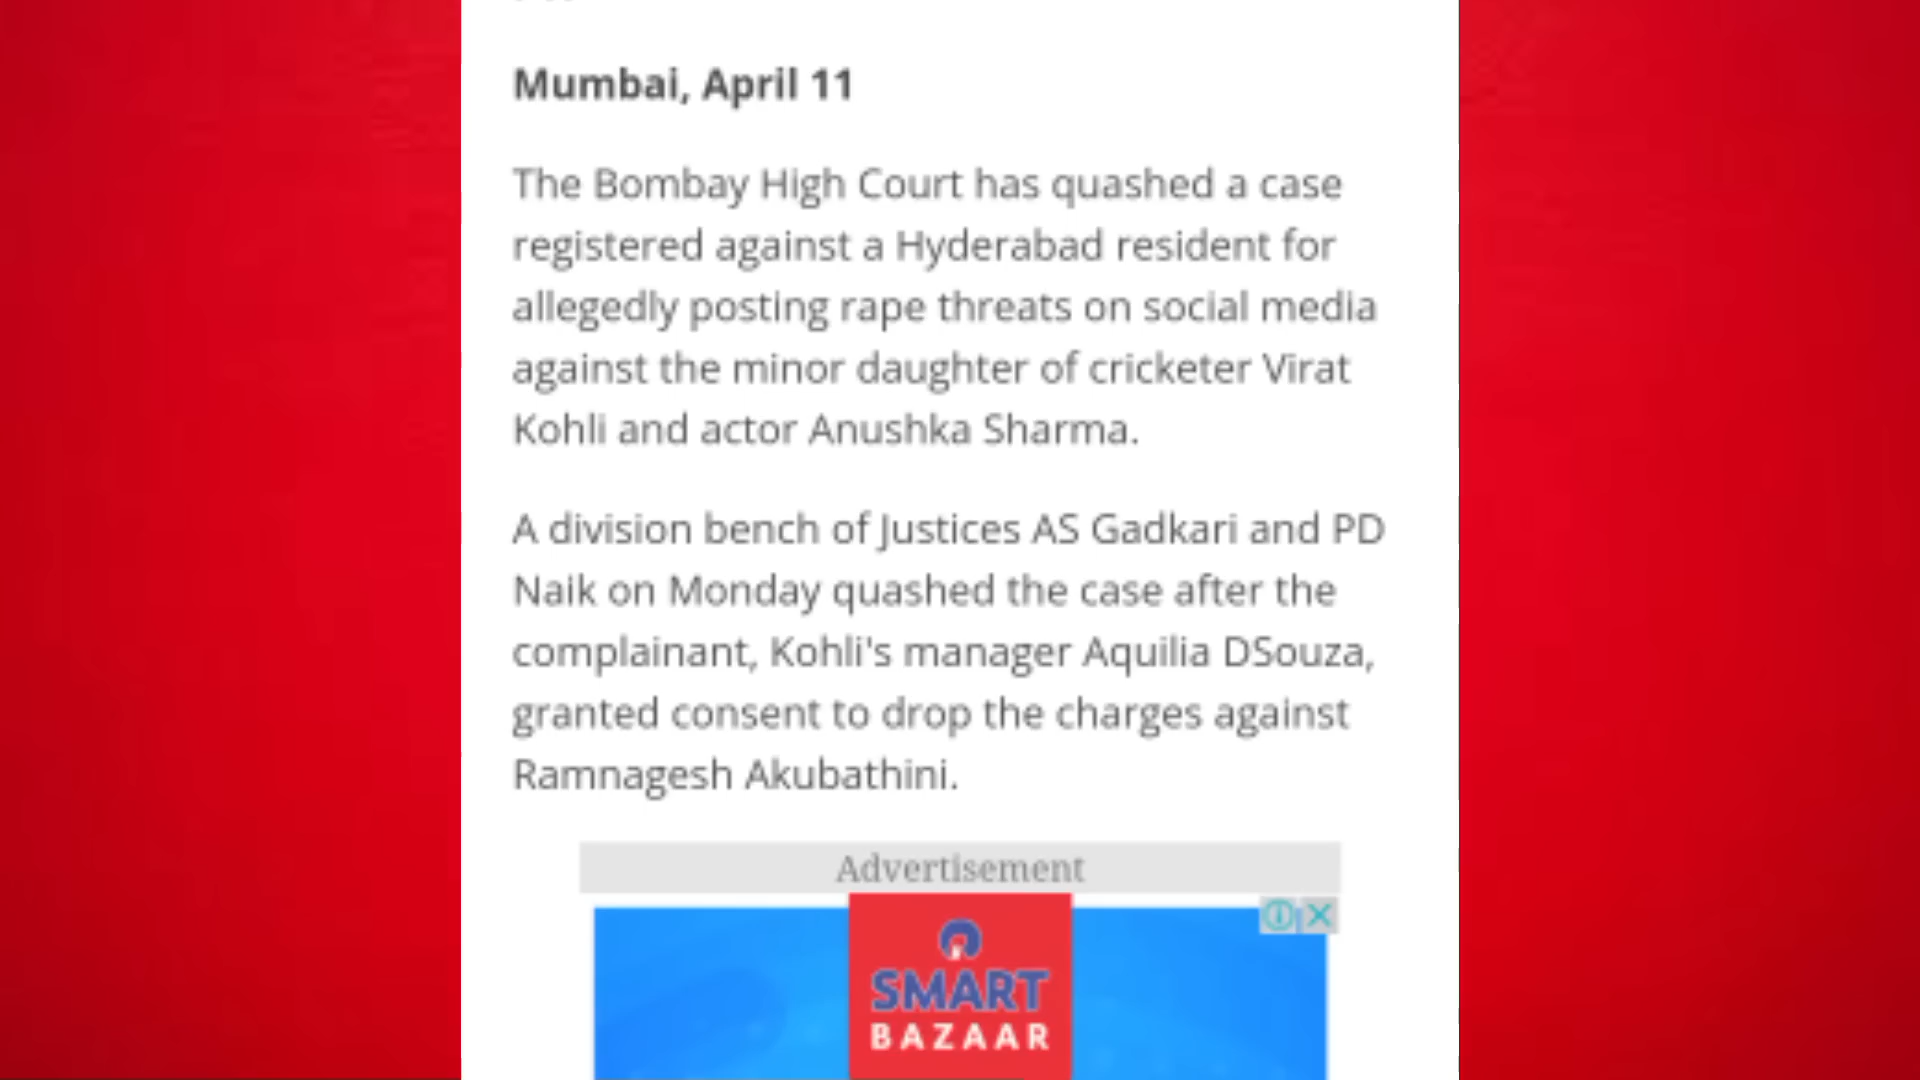 Mumbai, April 11
The Bombay High Court has quashed a case
registered against a Hyderabad resident for
allegedly posting rape threats on social media
against the minor daughter of cricketer Virat
Kohli and actor Anushka Sharma.
A division bench of Justices AS Gadkari and PD
Naik on Monday quashed the case after the
complainant, Kohli's manager Aquilia DSouza,
granted consent to drop the charges against
Ramnagesh Akubathini.
Advertisement
SMART
BAZAAR